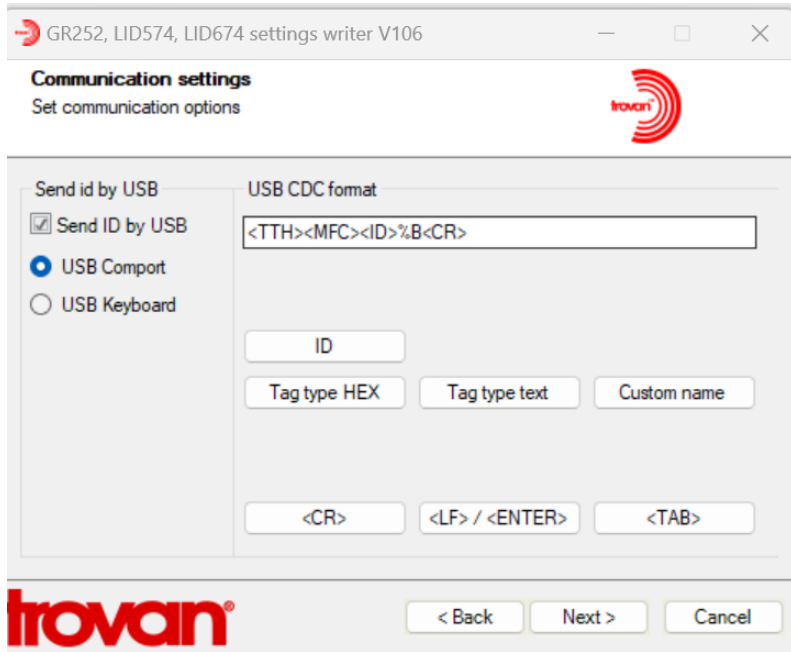 GR252, LID574, LID674 settings writer V106
Communication settings
Set communication options
trovan™
Send id by USB
Send ID by USB
USB Comport
USB Keyboard
USB CDC format
<TTH><MFC><ID>%B<CR>
ID
Tag type HEX Tag type text Custom name
<CR> <LF> / <ENTER> <TAB>
trovan®
< Back Next > Cancel